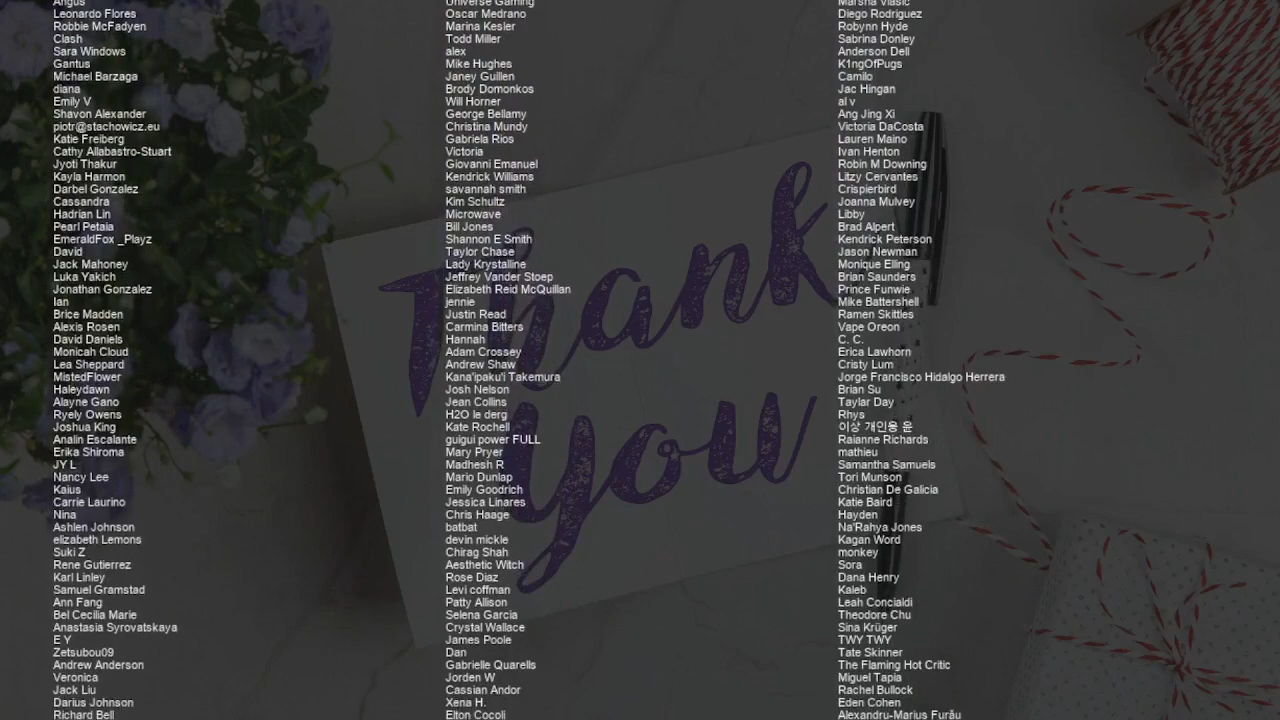 Angus
Leonardo Flores
Robbie McFadyen
Clash
Sara Windows
Gantus
Michael Barzaga
diana
Emily V
Shavon Alexander
piotr@stachowicz.eu
Katie Freiberg
Cathy Allabastro-Stuart
Jyoti Thakur
Kayla Harmon
Darbel Gonzalez
Cassandra
Hadrian Lin
Pearl Petaia
EmeraldFox _Playz
David
Jack Mahoney
Luka Yakich
Jonathan Gonzalez
Ian
Brice Madden
Alexis Rosen
David Daniels
Monicah Cloud
Lea Sheppard
MistedFlower
Haleydawn
Alayne Gano
Ryely Owens
Joshua King
Analin Escalante
Erika Shiroma
JY L
Nancy Lee
Kaius
Carrie Laurino
Nina
Ashlen Johnson
elizabeth Lemons
Suki Z
Rene Gutierrez
Karl Linley
Samuel Gramstad
Ann Fang
Bel Cecilia Marie
Anastasia Syrovatskaya
E Y
Zetsubou09
Andrew Anderson
Veronica
Jack Liu
Darius Johnson
Richard Bell
Universe Gaming
Oscar Medrano
Marina Kesler
Todd Miller
alex
Mike Hughes
Janey Guillen
Brody Domonkos
Will Horner
George Bellamy
Christina Mundy
Gabriela Rios
Victoria
Giovanni Emanuel
Kendrick Williams
savannah smith
Kim Schultz
Microwave
Bill Jones
Shannon E Smith
Taylor Chase
Lady Krystalline
Jeffrey Vander Stoep
Elizabeth Reid McQuillan
jennie
Justin Read
Carmina Bitters
Hannah
Adam Crossey
Andrew Shaw
Kana'ipaku'i Takemura
Josh Nelson
Jean Collins
H2O le derg
Kate Rochell
guigui power FULL
Mary Pryer
Madhesh R
Mario Dunlap
Emily Goodrich
Jessica Linares
Chris Haage
batbat
devin mickle
Chirag Shah
Aesthetic Witch
Rose Diaz
Levi coffman
Patty Allison
Selena Garcia
Crystal Wallace
James Poole
Dan
Gabrielle Quarells
Jorden W
Cassian Andor
Xena H.
Elton Cocoli
Marsha Vlasic
Diego Rodriguez
Robynn Hyde
Sabrina Donley
Anderson Dell
K1ngOfPugs
Camilo
Jac Hingan
al v
Ang Jing Xi
Victoria DaCosta
Lauren Maino
Ivan Henton
Robin M Downing
Litzy Cervantes
Crispierbird
Joanna Mulvey
Libby
Brad Alpert
Kendrick Peterson
Jason Newman
Monique Elling
Brian Saunders
Prince Funwie
Mike Battershell
Ramen Skittles
Vape Oreon
C. C.
Erica Lawhorn
Cristy Lum
Jorge Francisco Hidalgo Herrera
Brian Su
Taylar Day
Rhys
이상 개인용 윤
Raianne Richards
mathieu
Samantha Samuels
Tori Munson
Christian De Galicia
Katie Baird
Hayden
Na'Rahya Jones
Kagan Word
monkey
Sora
Dana Henry
Kaleb
Leah Concialdi
Theodore Chu
Sina Krüger
TWY TWY
Tate Skinner
The Flaming Hot Critic
Miguel Tapia
Rachel Bullock
Eden Cohen
Alexandru-Marius Furău
Thank
you